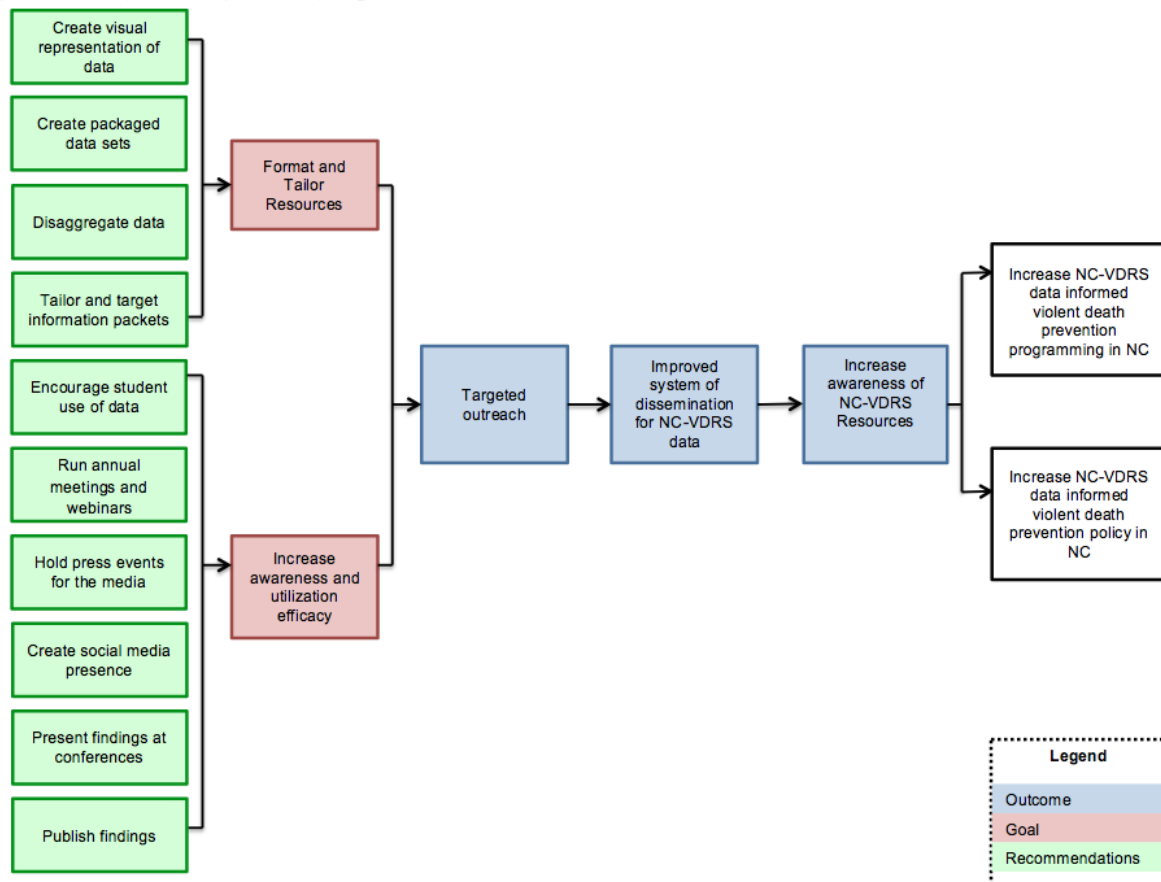 Create visual
representation of
data
Create packaged
data sets
Disaggregate data
Tailor and target
information packets
Encourage student
use of data
Run annual
meetings and
webinars
Hold press events
for the media
Create social media
presence
Present findings at
conferences
Publish findings
Format and
Tailor
Resources
Increase
awareness and
utilization
efficacy
Targeted
outreach
Improved
system of
dissemination
for NC-VDRS
data
Increase
awareness of
NC-VDRS
Resources
Increase NC-VDRS
data informed
violent death
prevention
programming in NC
Increase NC-VDRS
data informed
violent death
prevention policy in
NC
Legend
Outcome
Goal
Recommendations